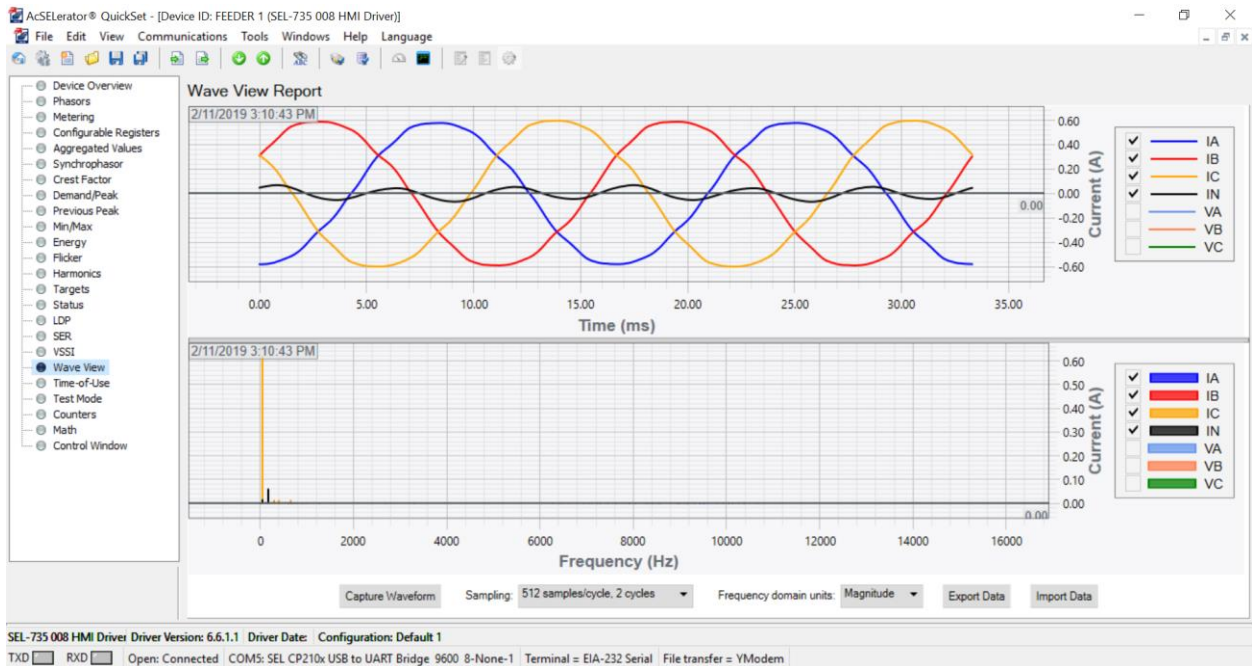 AcSELerator® QuickSet - [Device ID: FEEDER 1 (SEL-735 008 HMI Driver)]
File Edit View Communications Tools Windows Help Language
Device Overview
Phasors
Metering
Configurable Registers
Aggregated Values
Synchrophasor
Crest Factor
Demand/Peak
Previous Peak
Min/Max
Energy
Flicker
Harmonics
Targets
Status
LDP
SER
VSSI
Wave View
Time-of-Use
Test Mode
Counters
Math
Control Window
Wave View Report
2/11/2019 3:10:43 PM
0.60
0.40
0.20
0.00
-0.20
-0.40
-0.60
0.00
Current (A)
IA
IB
IC
IN
VA
VB
VC
0.00 5.00 10.00 15.00 20.00 25.00 30.00 35.00
Time (ms)
2/11/2019 3:10:43 PM
0.60
0.50
0.40
0.30
0.20
0.10
0.00
0.00
Current (A)
IA
IB
IC
IN
VA
VB
VC
0 2000 4000 6000 8000 10000 12000 14000 16000
Frequency (Hz)
Capture Waveform Sampling: 512 samples/cycle, 2 cycles Frequency domain units: Magnitude Export Data Import Data
SEL-735 008 HMI Driver Driver Version: 6.6.1.1 Driver Date: Configuration: Default 1
TXD RXD Open: Connected COM5: SEL CP210x USB to UART Bridge 9600 8-None-1 Terminal = EIA-232 Serial File transfer = YModem